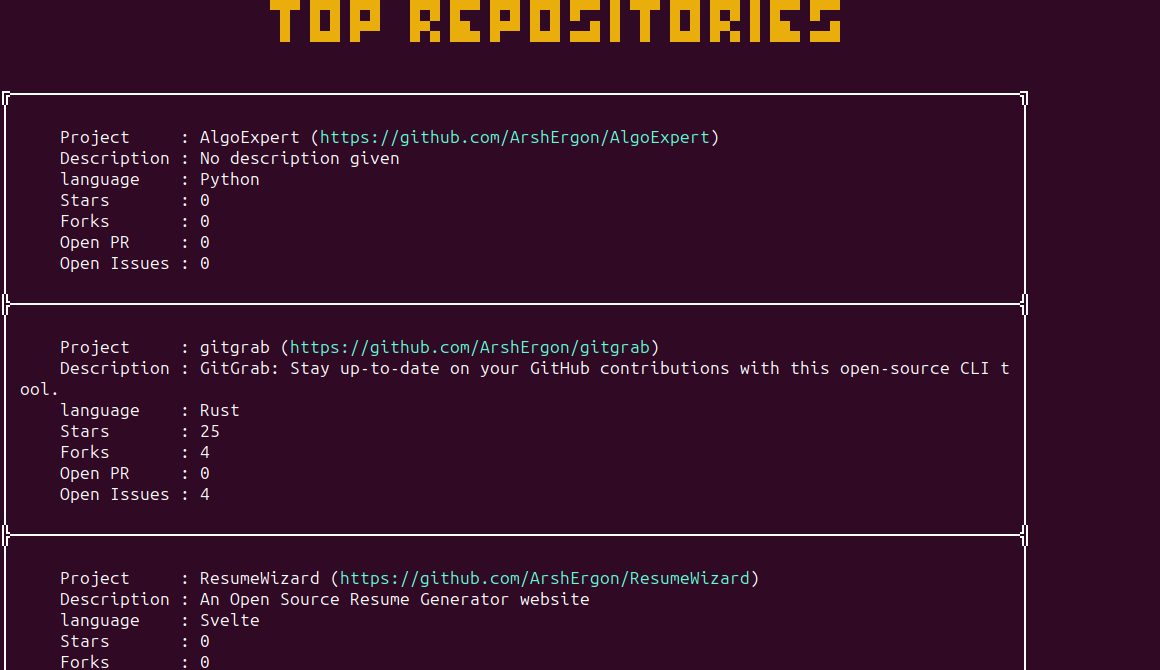 TOP REPOSITORIES
Project     : AlgoExpert (https://github.com/ArshErgon/AlgoExpert)
Description : No description given
language    : Python
Stars       : 0
Forks       : 0
Open PR     : 0
Open Issues : 0
Project     : gitgrab (https://github.com/ArshErgon/gitgrab)
Description : GitGrab: Stay up-to-date on your GitHub contributions with this open-source CLI t
ool.
language    : Rust
Stars       : 25
Forks       : 4
Open PR     : 0
Open Issues : 4
Project     : ResumeWizard (https://github.com/ArshErgon/ResumeWizard)
Description : An Open Source Resume Generator website
language    : Svelte
Stars       : 0
Forks       : 0